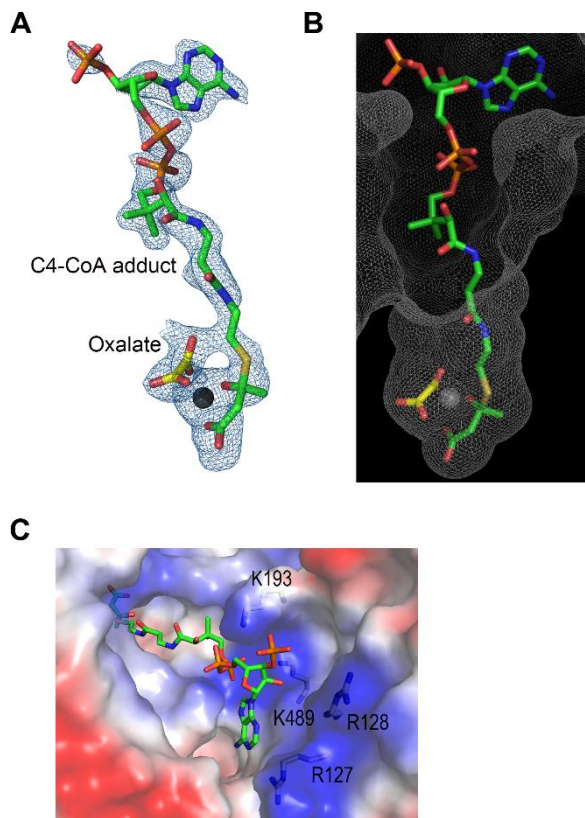 A
B
C4-CoA adduct
Oxalate
C
K193
K489
R128
R127